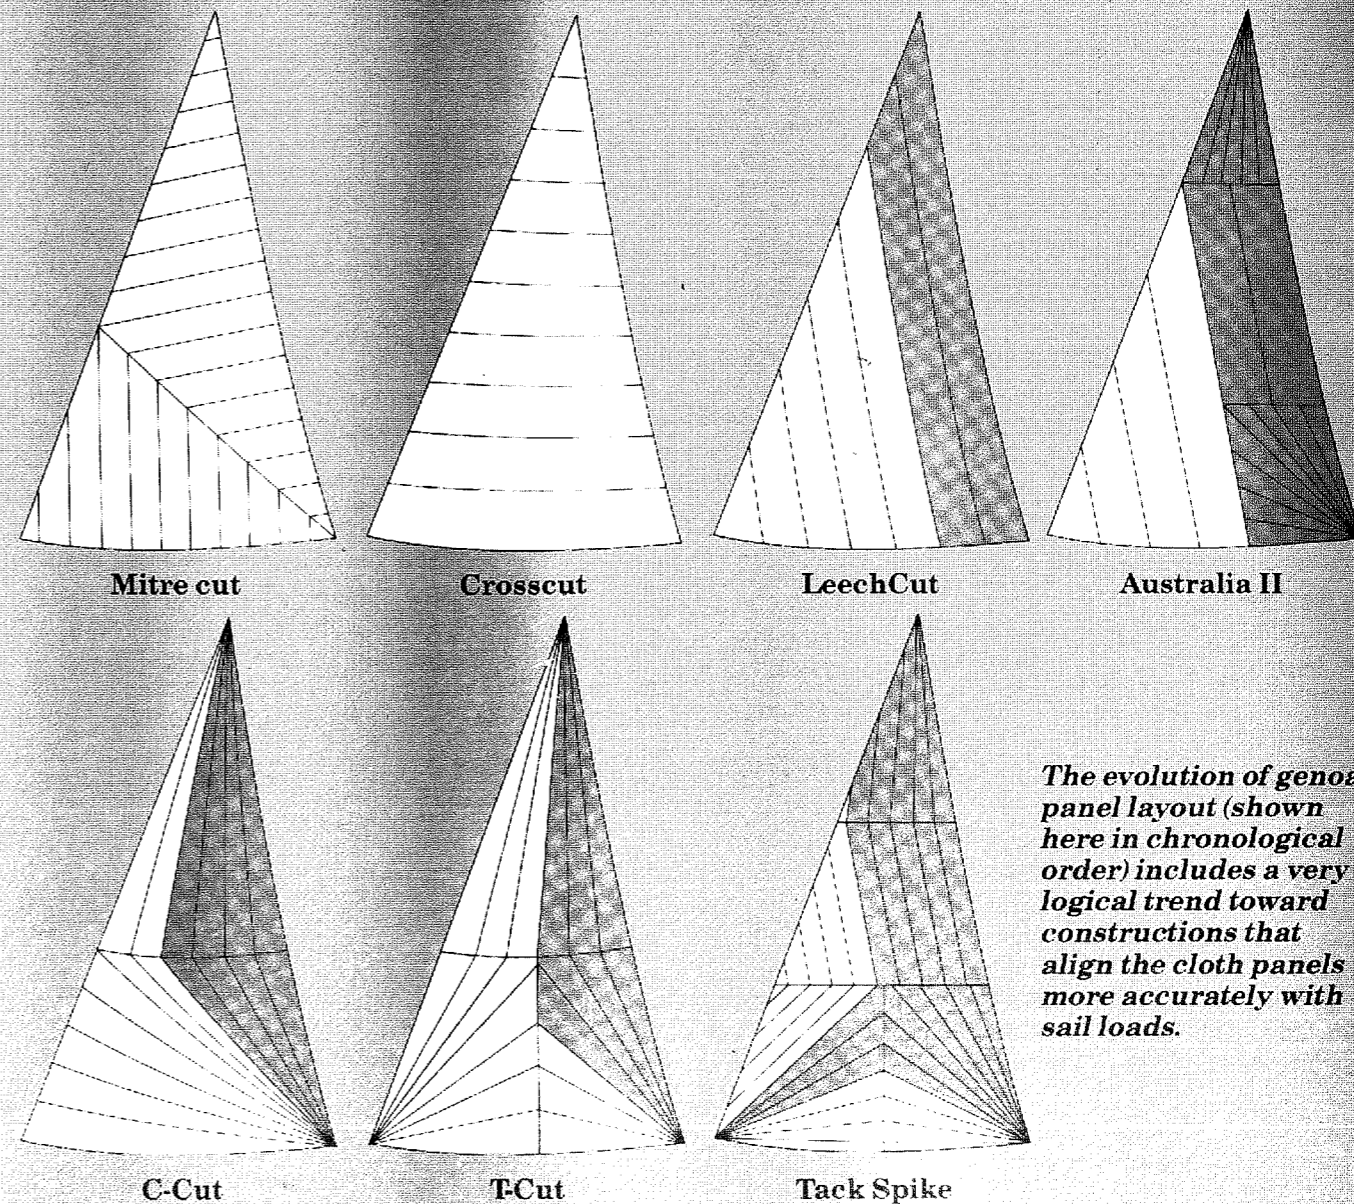 Mitre cut
Crosscut
LeechCut
Australia II
C-Cut
T-Cut
Tack Spike
The evolution of genoa
panel layout (shown
here in chronological
order) includes a very
logical trend toward
constructions that
align the cloth panels
more accurately with
sail loads.